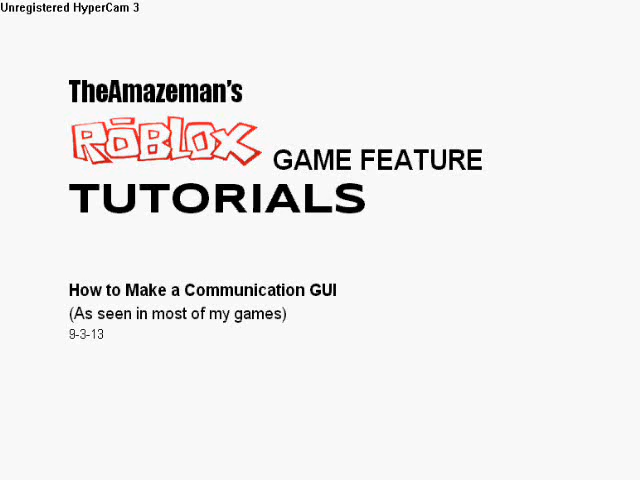 Unregistered HyperCam 3
TheAmazeman's
RŌBLOX GAME FEATURE
TUTORIALS
How to Make a Communication GUI
(As seen in most of my games)
9-3-13